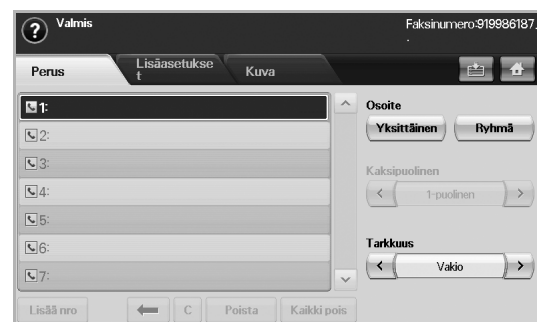 ? Valmis
Faksinumero:919986187.
.
Perus
Lisäasetukse
t
Kuva
1:
2:
3:
4:
5:
6:
7:
Osoite
Yksittäinen
Ryhmä
Kaksipuolinen
< 1-puolinen >
Tarkkuus
< Vakio >
Lisää nro
C
Poista
Kaikki pois